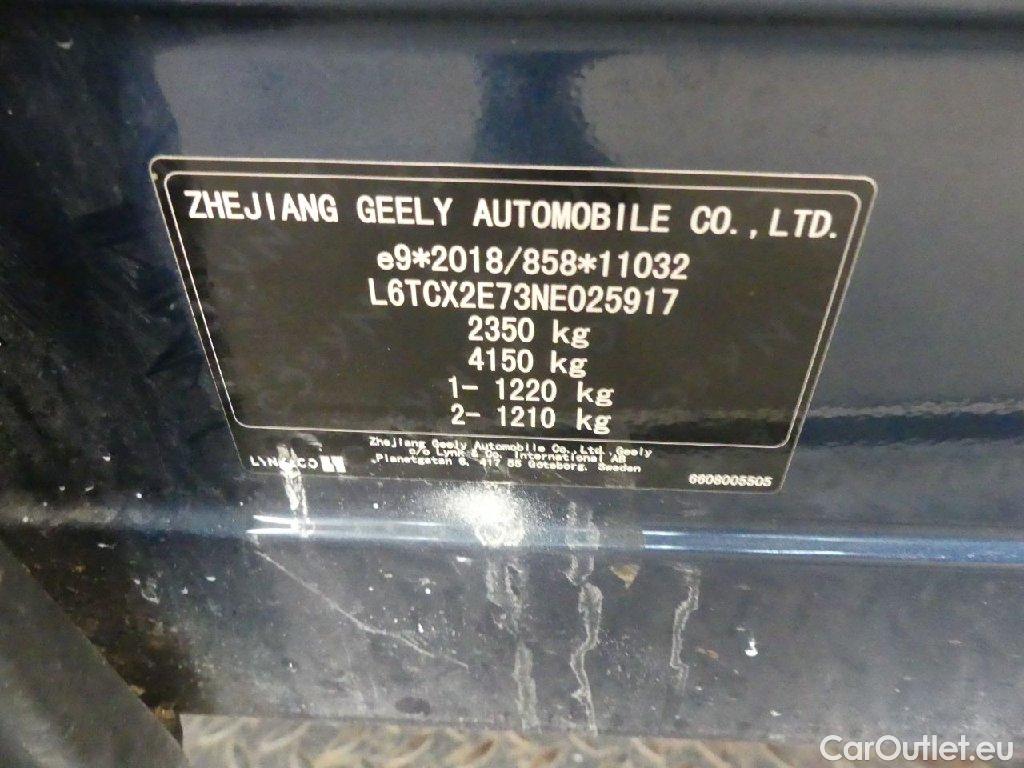 ZHEJIANG GEELY AUTOMOBILE CO.,LTD.
e9*2018/858*11032
L6TCX2E73NE025917
2350 kg
4150 kg
1- 1220 kg
2- 1210 kg
Zhejiang Geely Automobile Co.,Ltd. Geely
c/o Lynk & Co. International AB
Planetgatan 6, 417 55 Göteborg, Sweden
LYNK & CO
6608005505
CarOutlet.eu